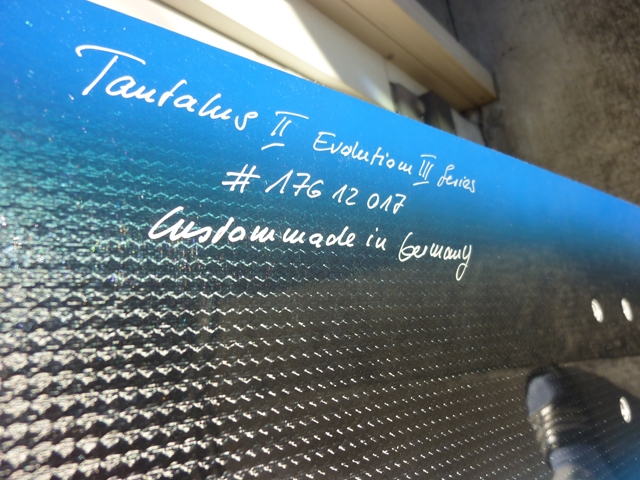 Tantalus II Evolution III Series
# 176 12 017
Custommade in Germany